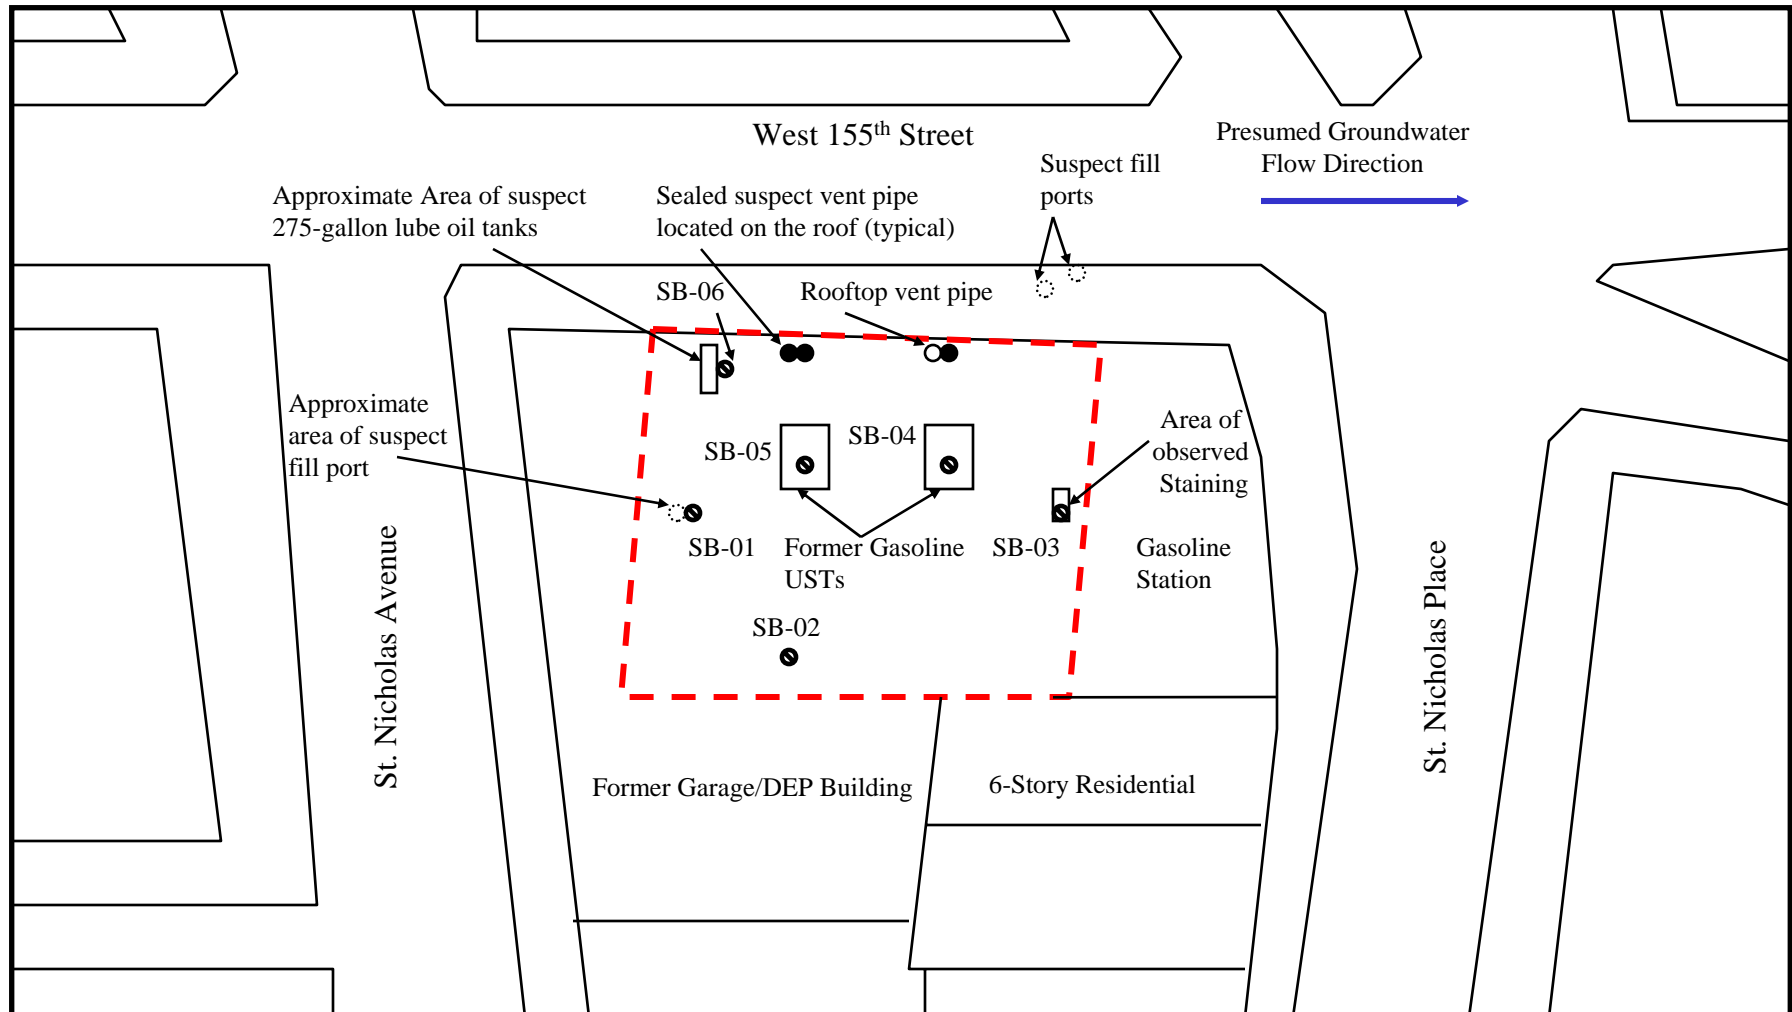 West 155th Street
Presumed Groundwater
Flow Direction
Suspect fill
ports
Approximate Area of suspect
275-gallon lube oil tanks
Sealed suspect vent pipe
located on the roof (typical)
SB-06
Rooftop vent pipe
Approximate
area of suspect
fill port
SB-05
SB-04
Area of
observed
Staining
SB-01
Former Gasoline
USTs
SB-03
Gasoline
Station
SB-02
St. Nicholas Avenue
St. Nicholas Place
Former Garage/DEP Building
6-Story Residential